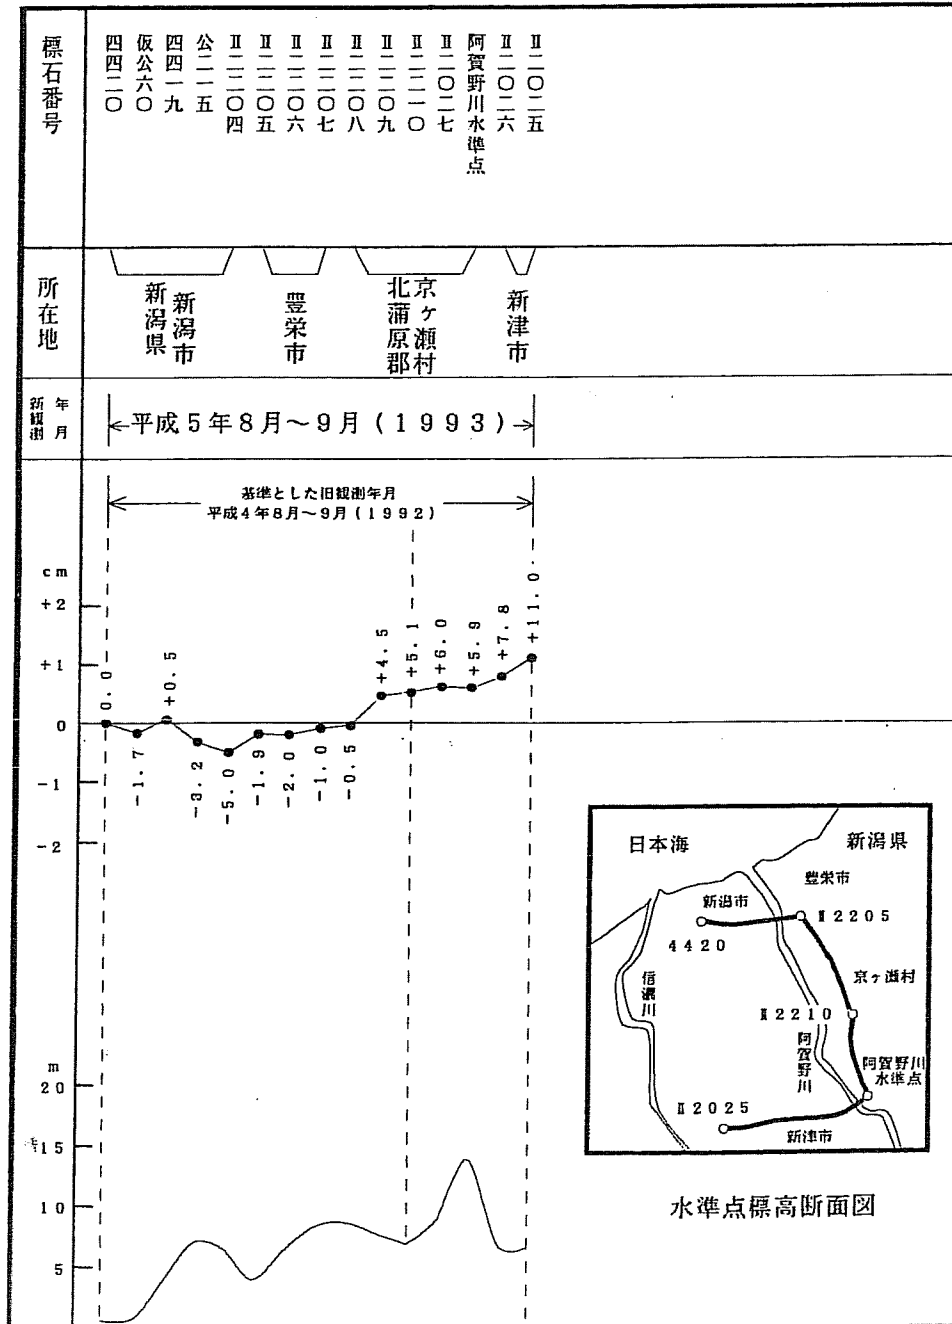 標石番号
四四二〇
仮公六〇
四四一九
公二一五
Ⅱ二二〇四
Ⅱ二二〇五
Ⅱ二二〇六
Ⅱ二二〇七
Ⅱ二二〇八
Ⅱ二二〇九
Ⅱ二二一〇
Ⅱ二〇二七
阿賀野川水準点
Ⅱ二〇二六
Ⅱ二〇二五
所在地
新潟県
新潟市
豊栄市
北蒲原郡
京ヶ瀬村
新津市
新観測
年月
平成5年8月～9月(1993)
基準とした旧観測年月
平成4年8月～9月(1992)
cm
+2
+1
0
-1
-2
0.0
-1.7
+0.5
-3.2
-5.0
-1.9
-2.0
-1.0
-0.5
+4.5
+5.1
+6.0
+5.9
+7.8
+11.0
m
20
15
10
5
日本海
新潟県
豊栄市
新潟市
Ⅱ2205
4420
信濃川
京ヶ瀬村
Ⅱ2210
阿賀野川
阿賀野川
水準点
Ⅱ2025
新津市
水準点標高断面図